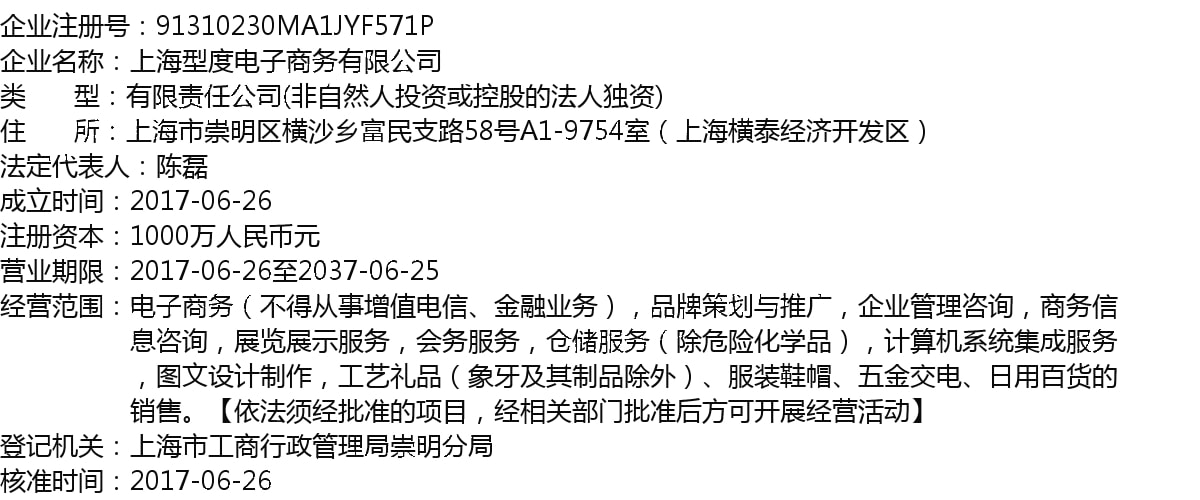 企业注册号：91310230MA1JYF571P
企业名称：上海型度电子商务有限公司
类　　型：有限责任公司(非自然人投资或控股的法人独资)
住　　所：上海市崇明区横沙乡富民支路58号A1-9754室（上海横泰经济开发区）
法定代表人：陈磊
成立时间：2017-06-26
注册资本：1000万人民币元
营业期限：2017-06-26至2037-06-25
经营范围：电子商务（不得从事增值电信、金融业务），品牌策划与推广，企业管理咨询，商务信
息咨询，展览展示服务，会务服务，仓储服务（除危险化学品），计算机系统集成服务
，图文设计制作，工艺礼品（象牙及其制品除外）、服装鞋帽、五金交电、日用百货的
销售。【依法须经批准的项目，经相关部门批准后方可开展经营活动】
登记机关：上海市工商行政管理局崇明分局
核准时间：2017-06-26